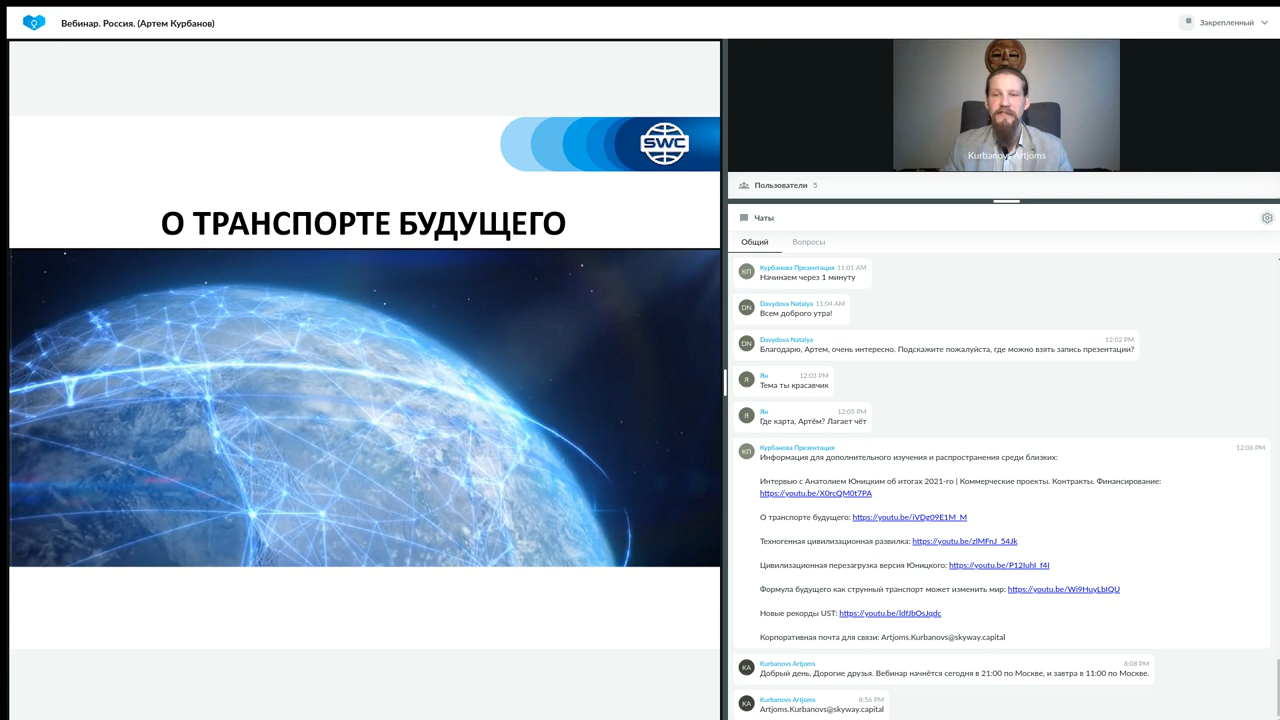 Вебинар. Россия. (Артем Курбанов)
Закрепленный
SWC
О ТРАНСПОРТЕ БУДУЩЕГО
Kurbanovs Artjoms
Пользователи 5
Чаты
Общий Вопросы
КП Курбанова Презентация 11:01 AM
Начинаем через 1 минуту
DN Davydova Natalya 11:04 AM
Всем доброго утра!
DN Davydova Natalya 12:02 PM
Благодарю, Артем, очень интересно. Подскажите пожалуйста, где можно взять запись презентации?
Я Ян 12:03 PM
Тема ты красавчик
Я Ян 12:05 PM
Где карта, Артём? Лагает чёт
КП Курбанова Презентация 12:06 PM
Информация для дополнительного изучения и распространения среди близких:
Интервью с Анатолием Юницким об итогах 2021-го | Коммерческие проекты. Контракты. Финансирование:
https://youtu.be/X0rcQM0t7PA
О транспорте будущего: https://youtu.be/iVDg09E1M_M
Техногенная цивилизационная развилка: https://youtu.be/zlMFnJ_54Jk
Цивилизационная перезагрузка версия Юницкого: https://youtu.be/P12Iuhl_f4I
Формула будущего как струнный транспорт может изменить мир: https://youtu.be/Wi9HuyLbIQU
Новые рекорды UST: https://youtu.be/ldfJbOsJqdc
Корпоративная почта для связи: Artjoms.Kurbanovs@skyway.capital
KA Kurbanovs Artjoms 8:08 PM
Добрый день, Дорогие друзья. Вебинар начнётся сегодня в 21:00 по Москве, и завтра в 11:00 по Москве.
KA Kurbanovs Artjoms 8:56 PM
Artjoms.Kurbanovs@skyway.capital